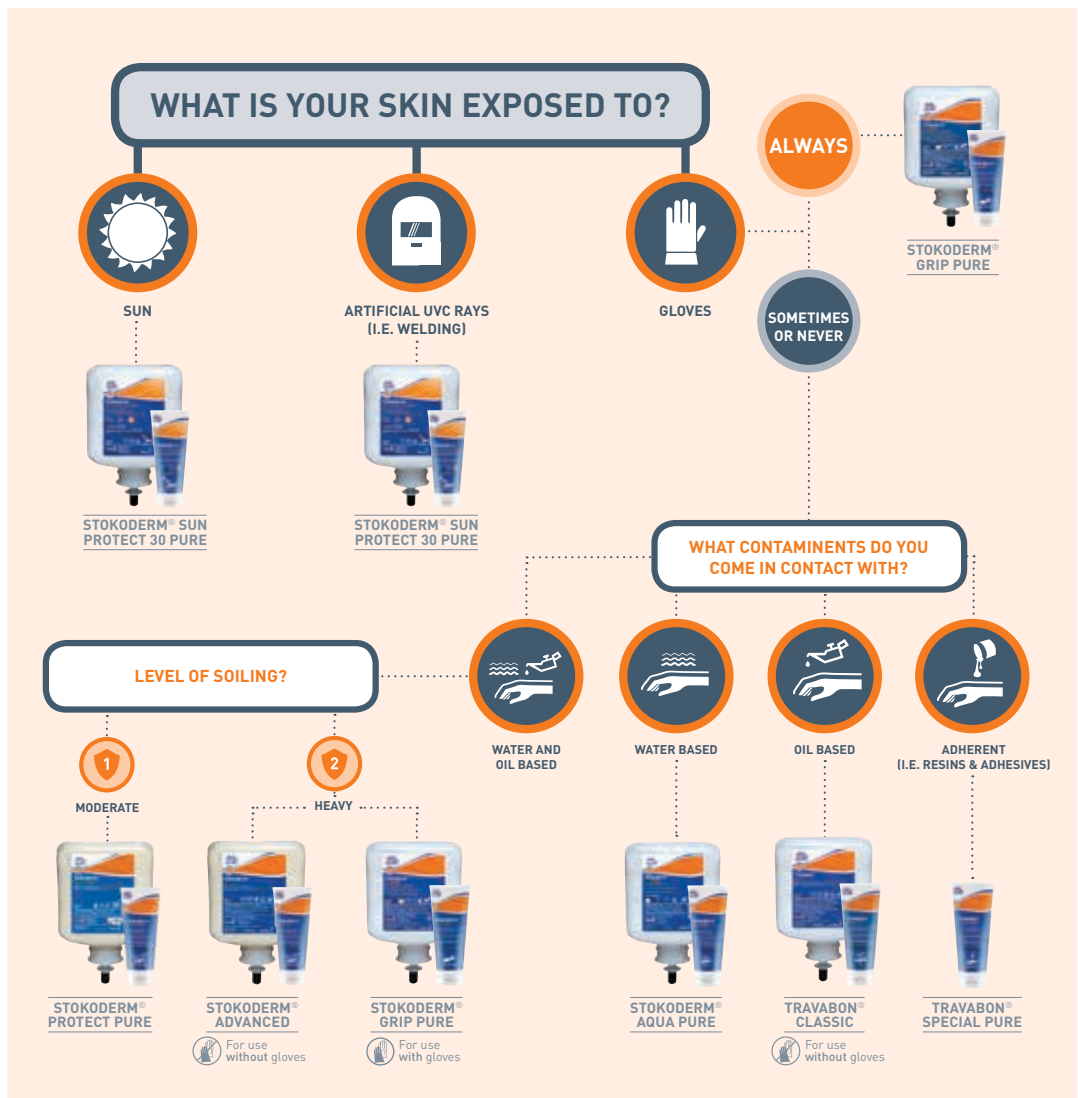 WHAT IS YOUR SKIN EXPOSED TO?
ALWAYS
STOKODERM®
GRIP PURE
SUN
ARTIFICIAL UVC RAYS
(I.E. WELDING)
GLOVES
SOMETIMES
OR NEVER
STOKODERM® SUN
PROTECT 30 PURE
STOKODERM® SUN
PROTECT 30 PURE
WHAT CONTAMINENTS DO YOU
COME IN CONTACT WITH?
LEVEL OF SOILING?
WATER AND
OIL BASED
WATER BASED
OIL BASED
ADHERENT
(I.E. RESINS & ADHESIVES)
1
MODERATE
2
HEAVY
STOKODERM®
PROTECT PURE
STOKODERM®
ADVANCED
For use
without gloves
STOKODERM®
GRIP PURE
For use
with gloves
STOKODERM®
AQUA PURE
TRAVABON®
CLASSIC
For use
without gloves
TRAVABON®
SPECIAL PURE